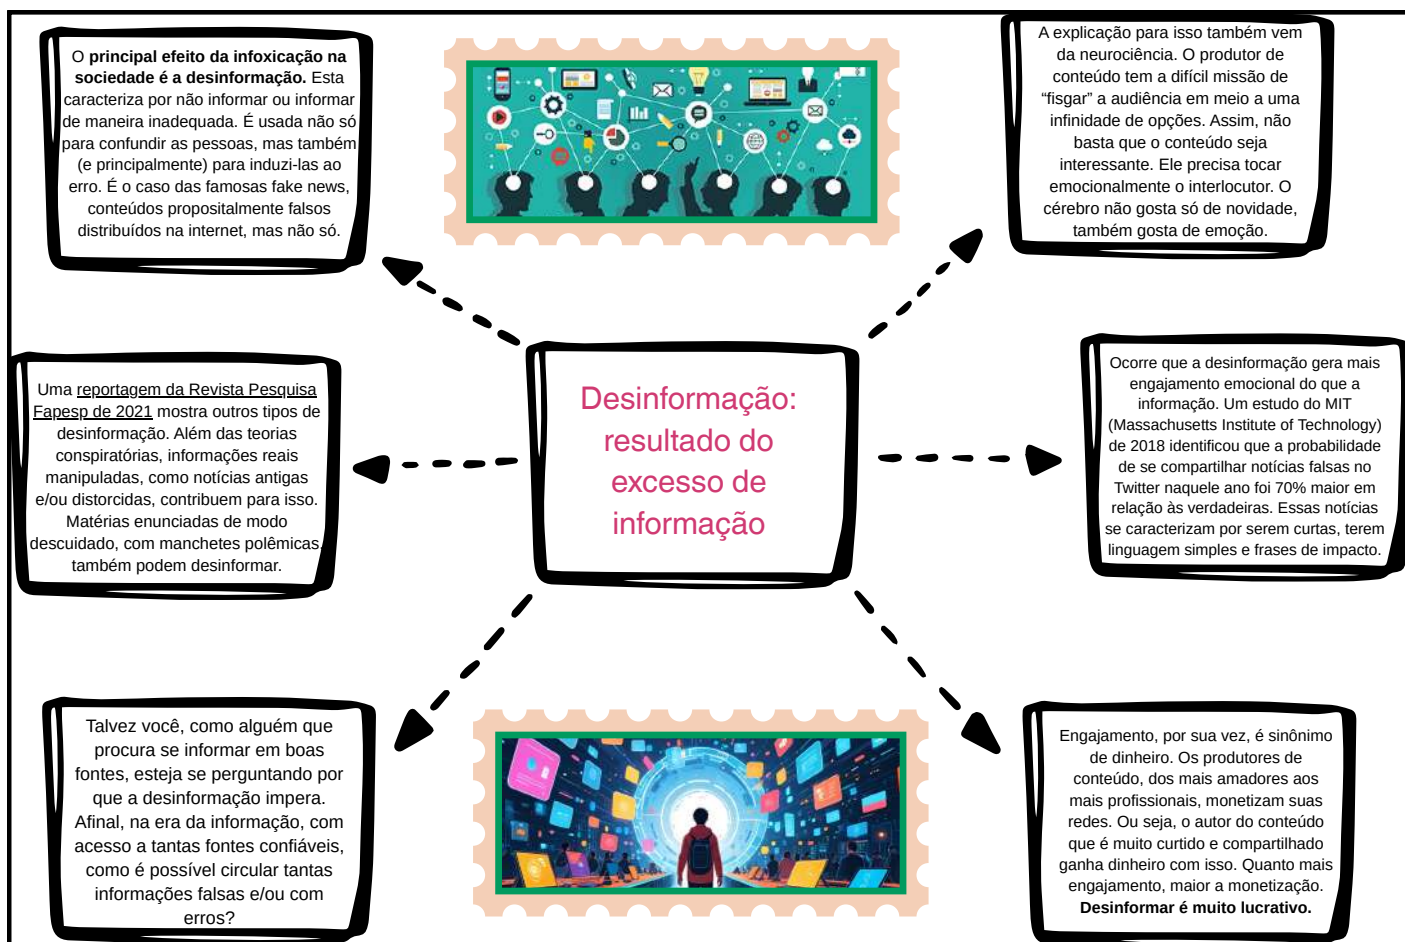 O principal efeito da infoxicação na
sociedade é a desinformação. Esta
caracteriza por não informar ou informar
de maneira inadequada. É usada não só
para confundir as pessoas, mas também
(e principalmente) para induzi-las ao
erro. É o caso das famosas fake news,
conteúdos propositalmente falsos
distribuídos na internet, mas não só.
Uma reportagem da Revista Pesquisa
Fapesp de 2021 mostra outros tipos de
desinformação. Além das teorias
conspiratórias, informações reais
manipuladas, como notícias antigas
e/ou distorcidas, contribuem para isso.
Matérias enunciadas de modo
descuidado, com manchetes polêmicas,
também podem desinformar.
Talvez você, como alguém que
procura se informar em boas
fontes, esteja se perguntando por
que a desinformação impera.
Afinal, na era da informação, com
acesso a tantas fontes confiáveis,
como é possível circular tantas
informações falsas e/ou com
erros?
Desinformação:
resultado do
excesso de
informação
A explicação para isso também vem
da neurociência. O produtor de
conteúdo tem a difícil missão de
“fisgar” a audiência em meio a uma
infinidade de opções. Assim, não
basta que o conteúdo seja
interessante. Ele precisa tocar
emocionalmente o interlocutor. O
cérebro não gosta só de novidade,
também gosta de emoção.
Ocorre que a desinformação gera mais
engajamento emocional do que a
informação. Um estudo do MIT
(Massachusetts Institute of Technology)
de 2018 identificou que a probabilidade
de se compartilhar notícias falsas no
Twitter naquele ano foi 70% maior em
relação às verdadeiras. Essas notícias
se caracterizam por serem curtas, terem
linguagem simples e frases de impacto.
Engajamento, por sua vez, é sinônimo
de dinheiro. Os produtores de
conteúdo, dos mais amadores aos
mais profissionais, monetizam suas
redes. Ou seja, o autor do conteúdo
que é muito curtido e compartilhado
ganha dinheiro com isso. Quanto mais
engajamento, maior a monetização.
Desinformar é muito lucrativo.